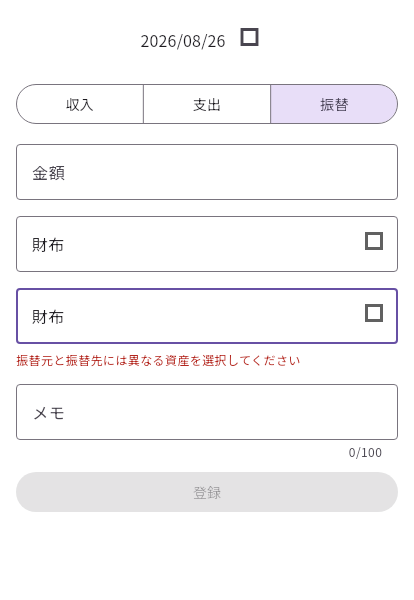 2026/08/26
収入
支出
振替
金額
財布
財布
振替元と振替先には異なる資産を選択してください
メモ
0/100
登録